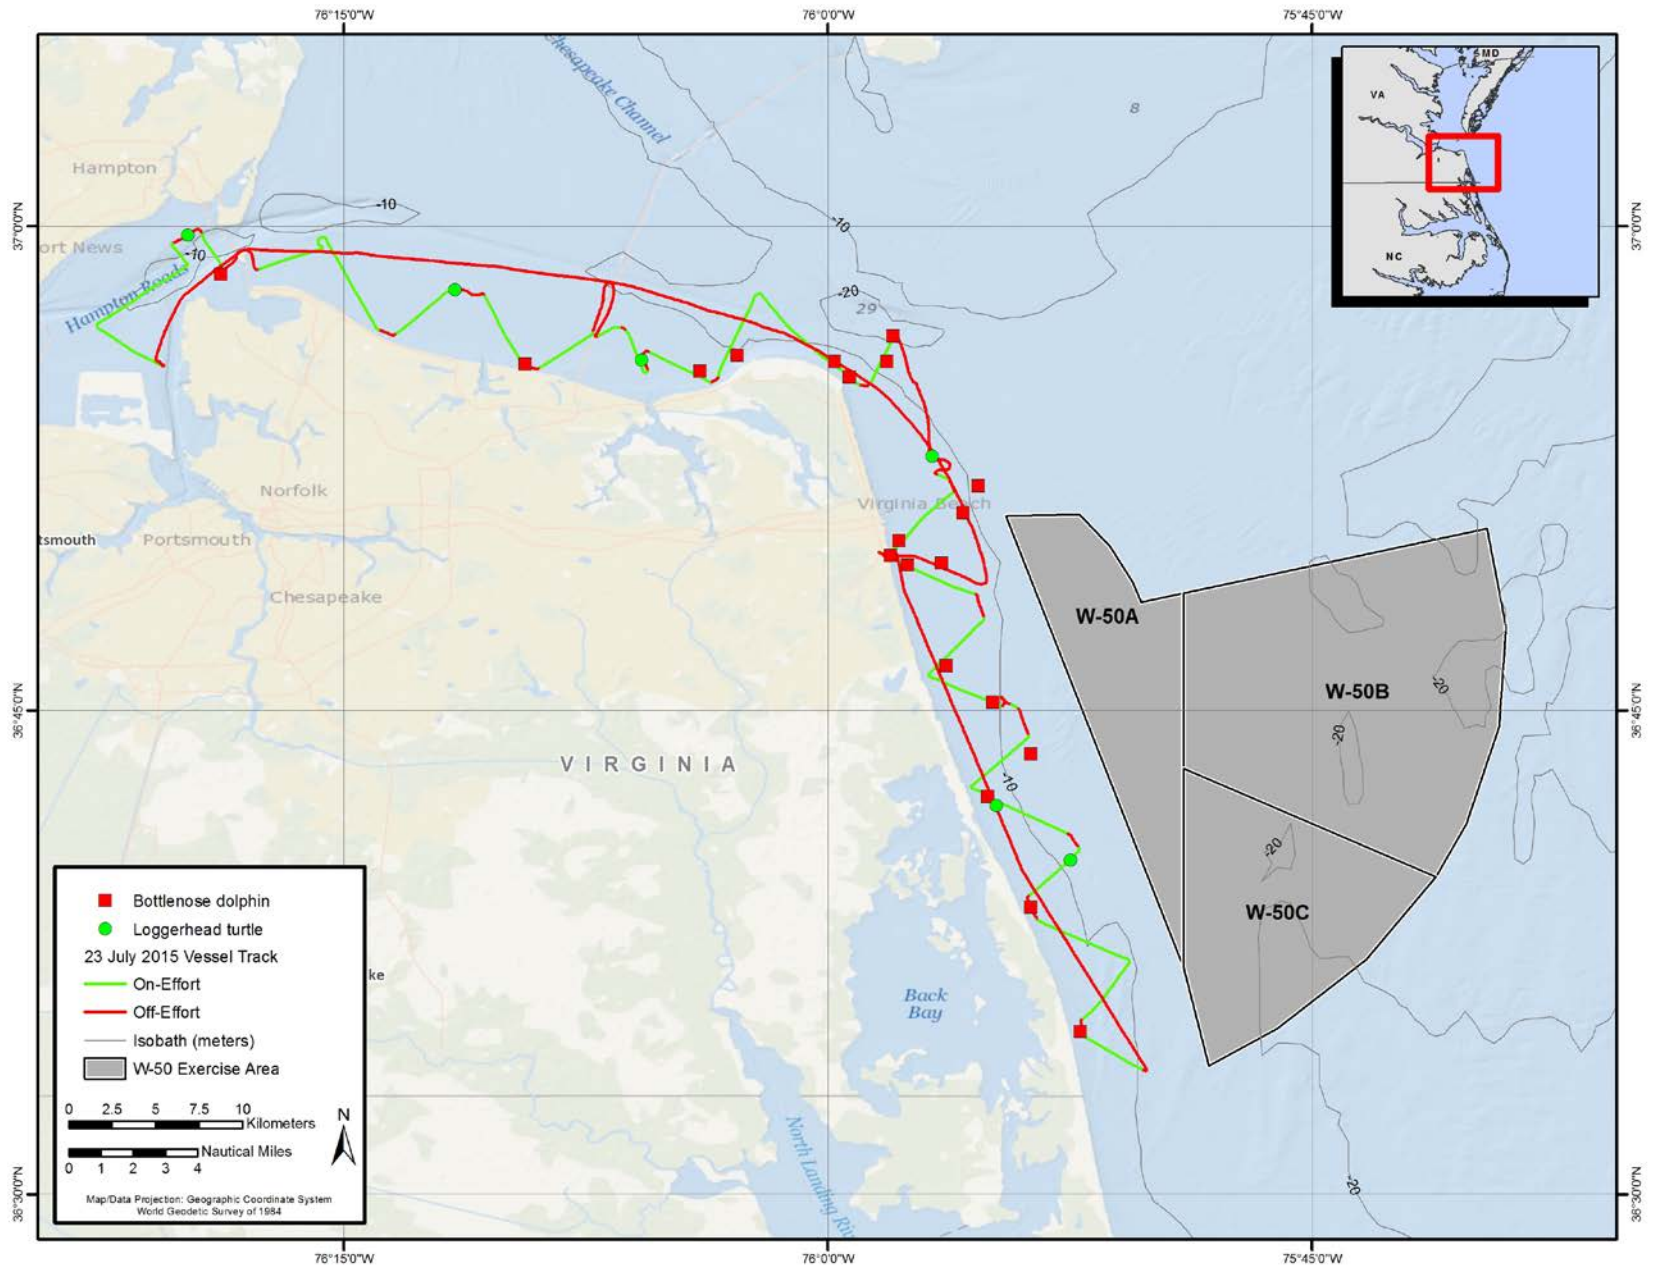 76°15'0"W
76°0'0"W
75°45'0"W
Chesapeake Channel
8
MD
VA
NC
Hampton
-10
37°0'0"N
37°0'0"N
ort News
-10
-10
Hampton Roads
-20
29
Norfolk
Virginia Beach
tsmouth
Portsmouth
Chesapeake
W-50A
W-50B
-20
36°45'0"N
36°45'0"N
-20
VIRGINIA
-10
-20
W-50C
Bottlenose dolphin
Loggerhead turtle
23 July 2015 Vessel Track
On-Effort
Off-Effort
Isobath (meters)
W-50 Exercise Area
ke
Back
Bay
0 2.5 5 7.5 10
Kilometers
N
Nautical Miles
0 1 2 3 4
Map/Data Projection: Geographic Coordinate System
World Geodetic Survey of 1984
North Landing Riv
-20
36°30'0"N
36°30'0"N
76°15'0"W
76°0'0"W
75°45'0"W